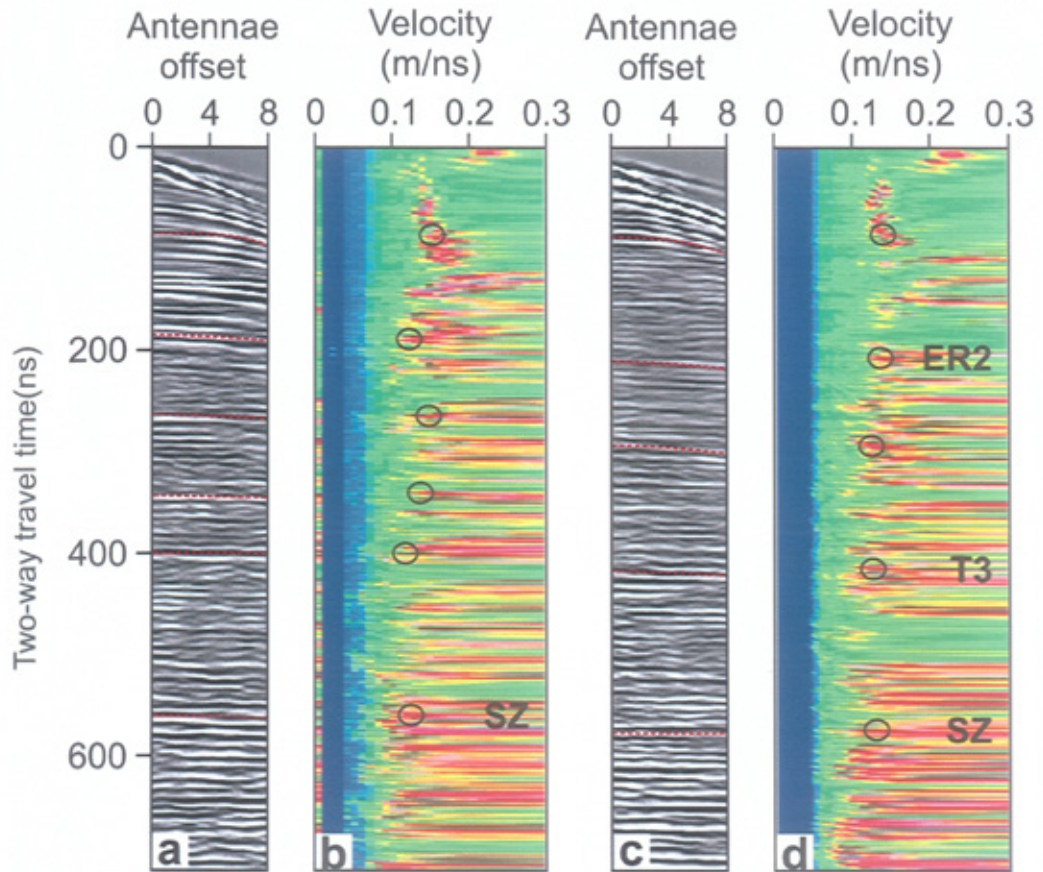 Antennae
offset
Velocity
(m/ns)
Antennae
offset
Velocity
(m/ns)
0 4 8
0 0.1 0.2 0.3
0 4 8
0 0.1 0.2 0.3
Two-way travel time(ns)
0
200
400
600
ER2
T3
SZ
SZ
a
b
c
d